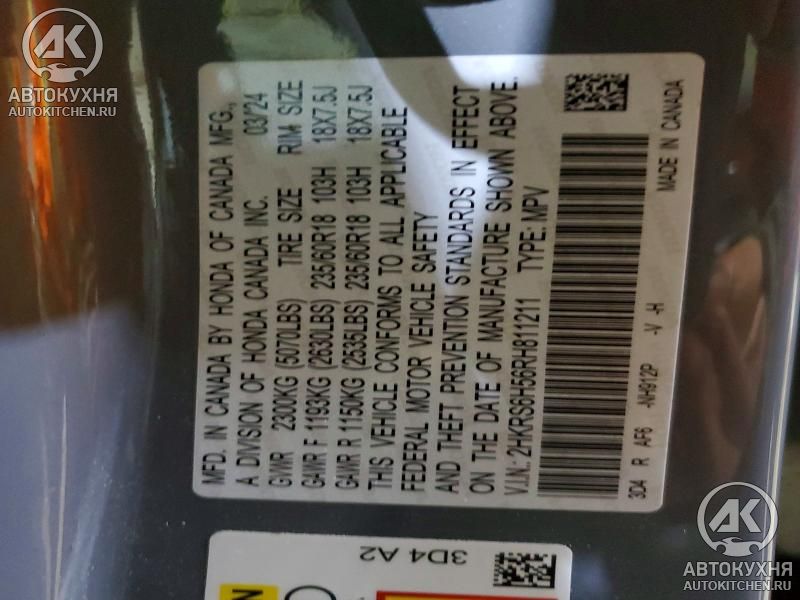 AK
АВТОКУХНЯ
AUTOKITCHEN.RU
MFD. IN CANADA BY HONDA OF CANADA MFG.,
A DIVISION OF HONDA CANADA INC. 03/24
GVWR 2300KG (5070LBS) TIRE SIZE RIM SIZE
GAWR F 1193KG (2630LBS) 235/60R18 103H 18X7.5J
GAWR R 1150KG (2535LBS) 235/60R18 103H 18X7.5J
THIS VEHICLE CONFORMS TO ALL APPLICABLE
FEDERAL MOTOR VEHICLE SAFETY
AND THEFT PREVENTION STANDARDS IN EFFECT
ON THE DATE OF MANUFACTURE SHOWN ABOVE.
V.I.N.: 2HKRS6H56RH811211 TYPE: MPV
3D4 R AF6 -NH912P -V -H
MADE IN CANADA
3D4 A2
AK
АВТОКУХНЯ
AUTOKITCHEN.RU